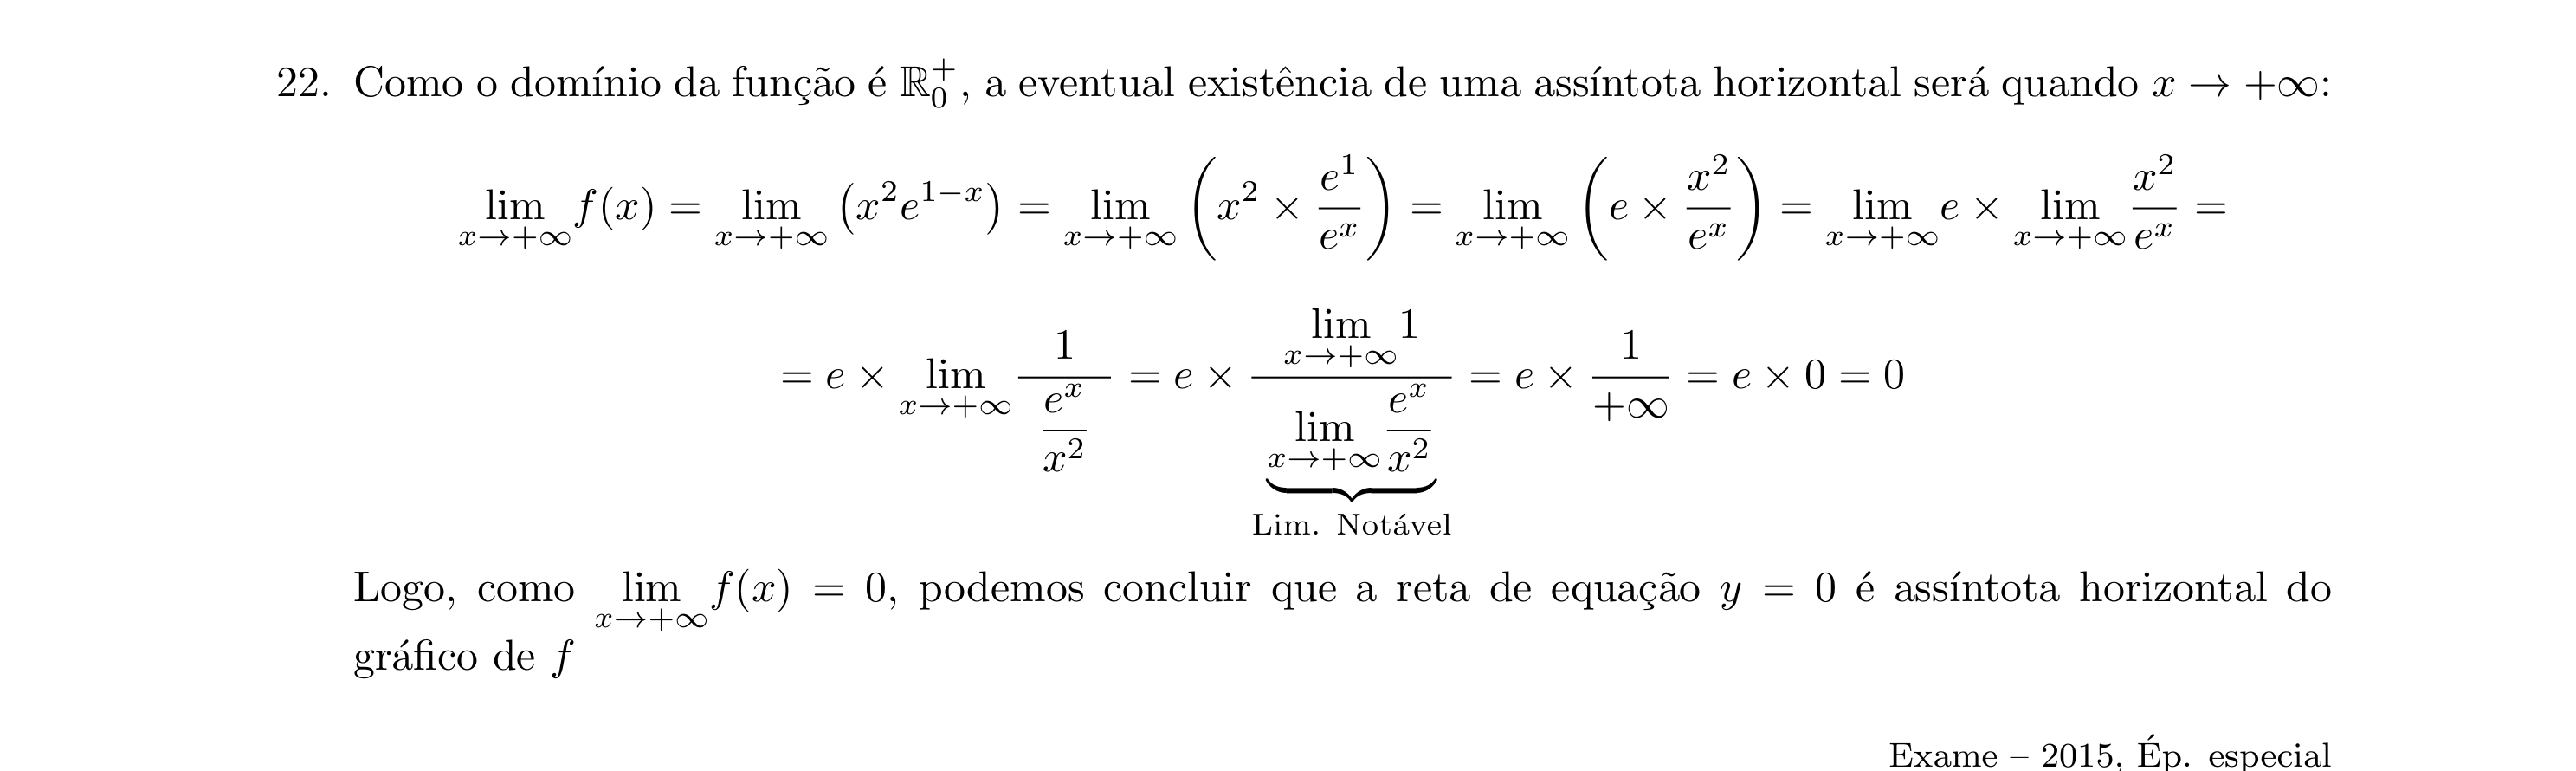 22. Como o domínio da função é $\mathbb{R}_0^+$, a eventual existência de uma assíntota horizontal será quando $x \to +\infty$:
$\lim_{x \to +\infty} f(x) = \lim_{x \to +\infty} \left(x^2 e^{1-x}\right) = \lim_{x \to +\infty} \left(x^2 \times \frac{e^1}{e^x}\right) = \lim_{x \to +\infty} \left(e \times \frac{x^2}{e^x}\right) = \lim_{x \to +\infty} e \times \lim_{x \to +\infty} \frac{x^2}{e^x} =$
$= e \times \lim_{x \to +\infty} \frac{1}{\frac{e^x}{x^2}} = e \times \frac{\lim_{x \to +\infty} 1}{\underbrace{\lim_{x \to +\infty} \frac{e^x}{x^2}}_{\text{Lim. Notável}}} = e \times \frac{1}{+\infty} = e \times 0 = 0$
Logo, como $\lim_{x \to +\infty} f(x) = 0$, podemos concluir que a reta de equação $y = 0$ é assíntota horizontal do
gráfico de $f$
Exame – 2015, Ép. especial